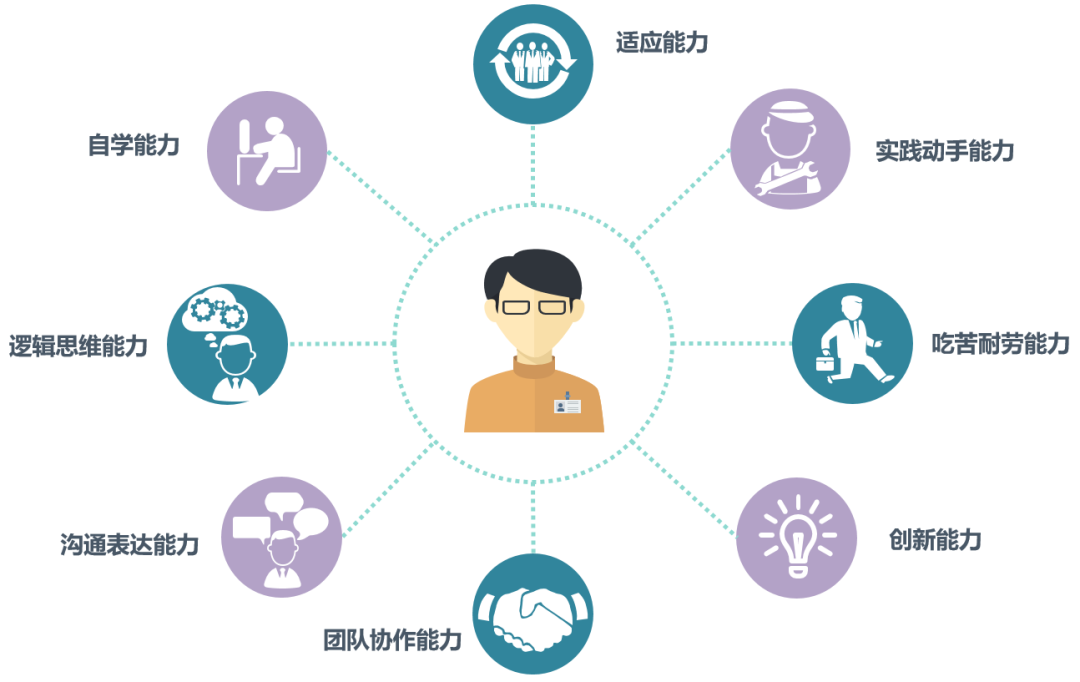 适应能力
自学能力
实践动手能力
逻辑思维能力
吃苦耐劳能力
沟通表达能力
创新能力
团队协作能力